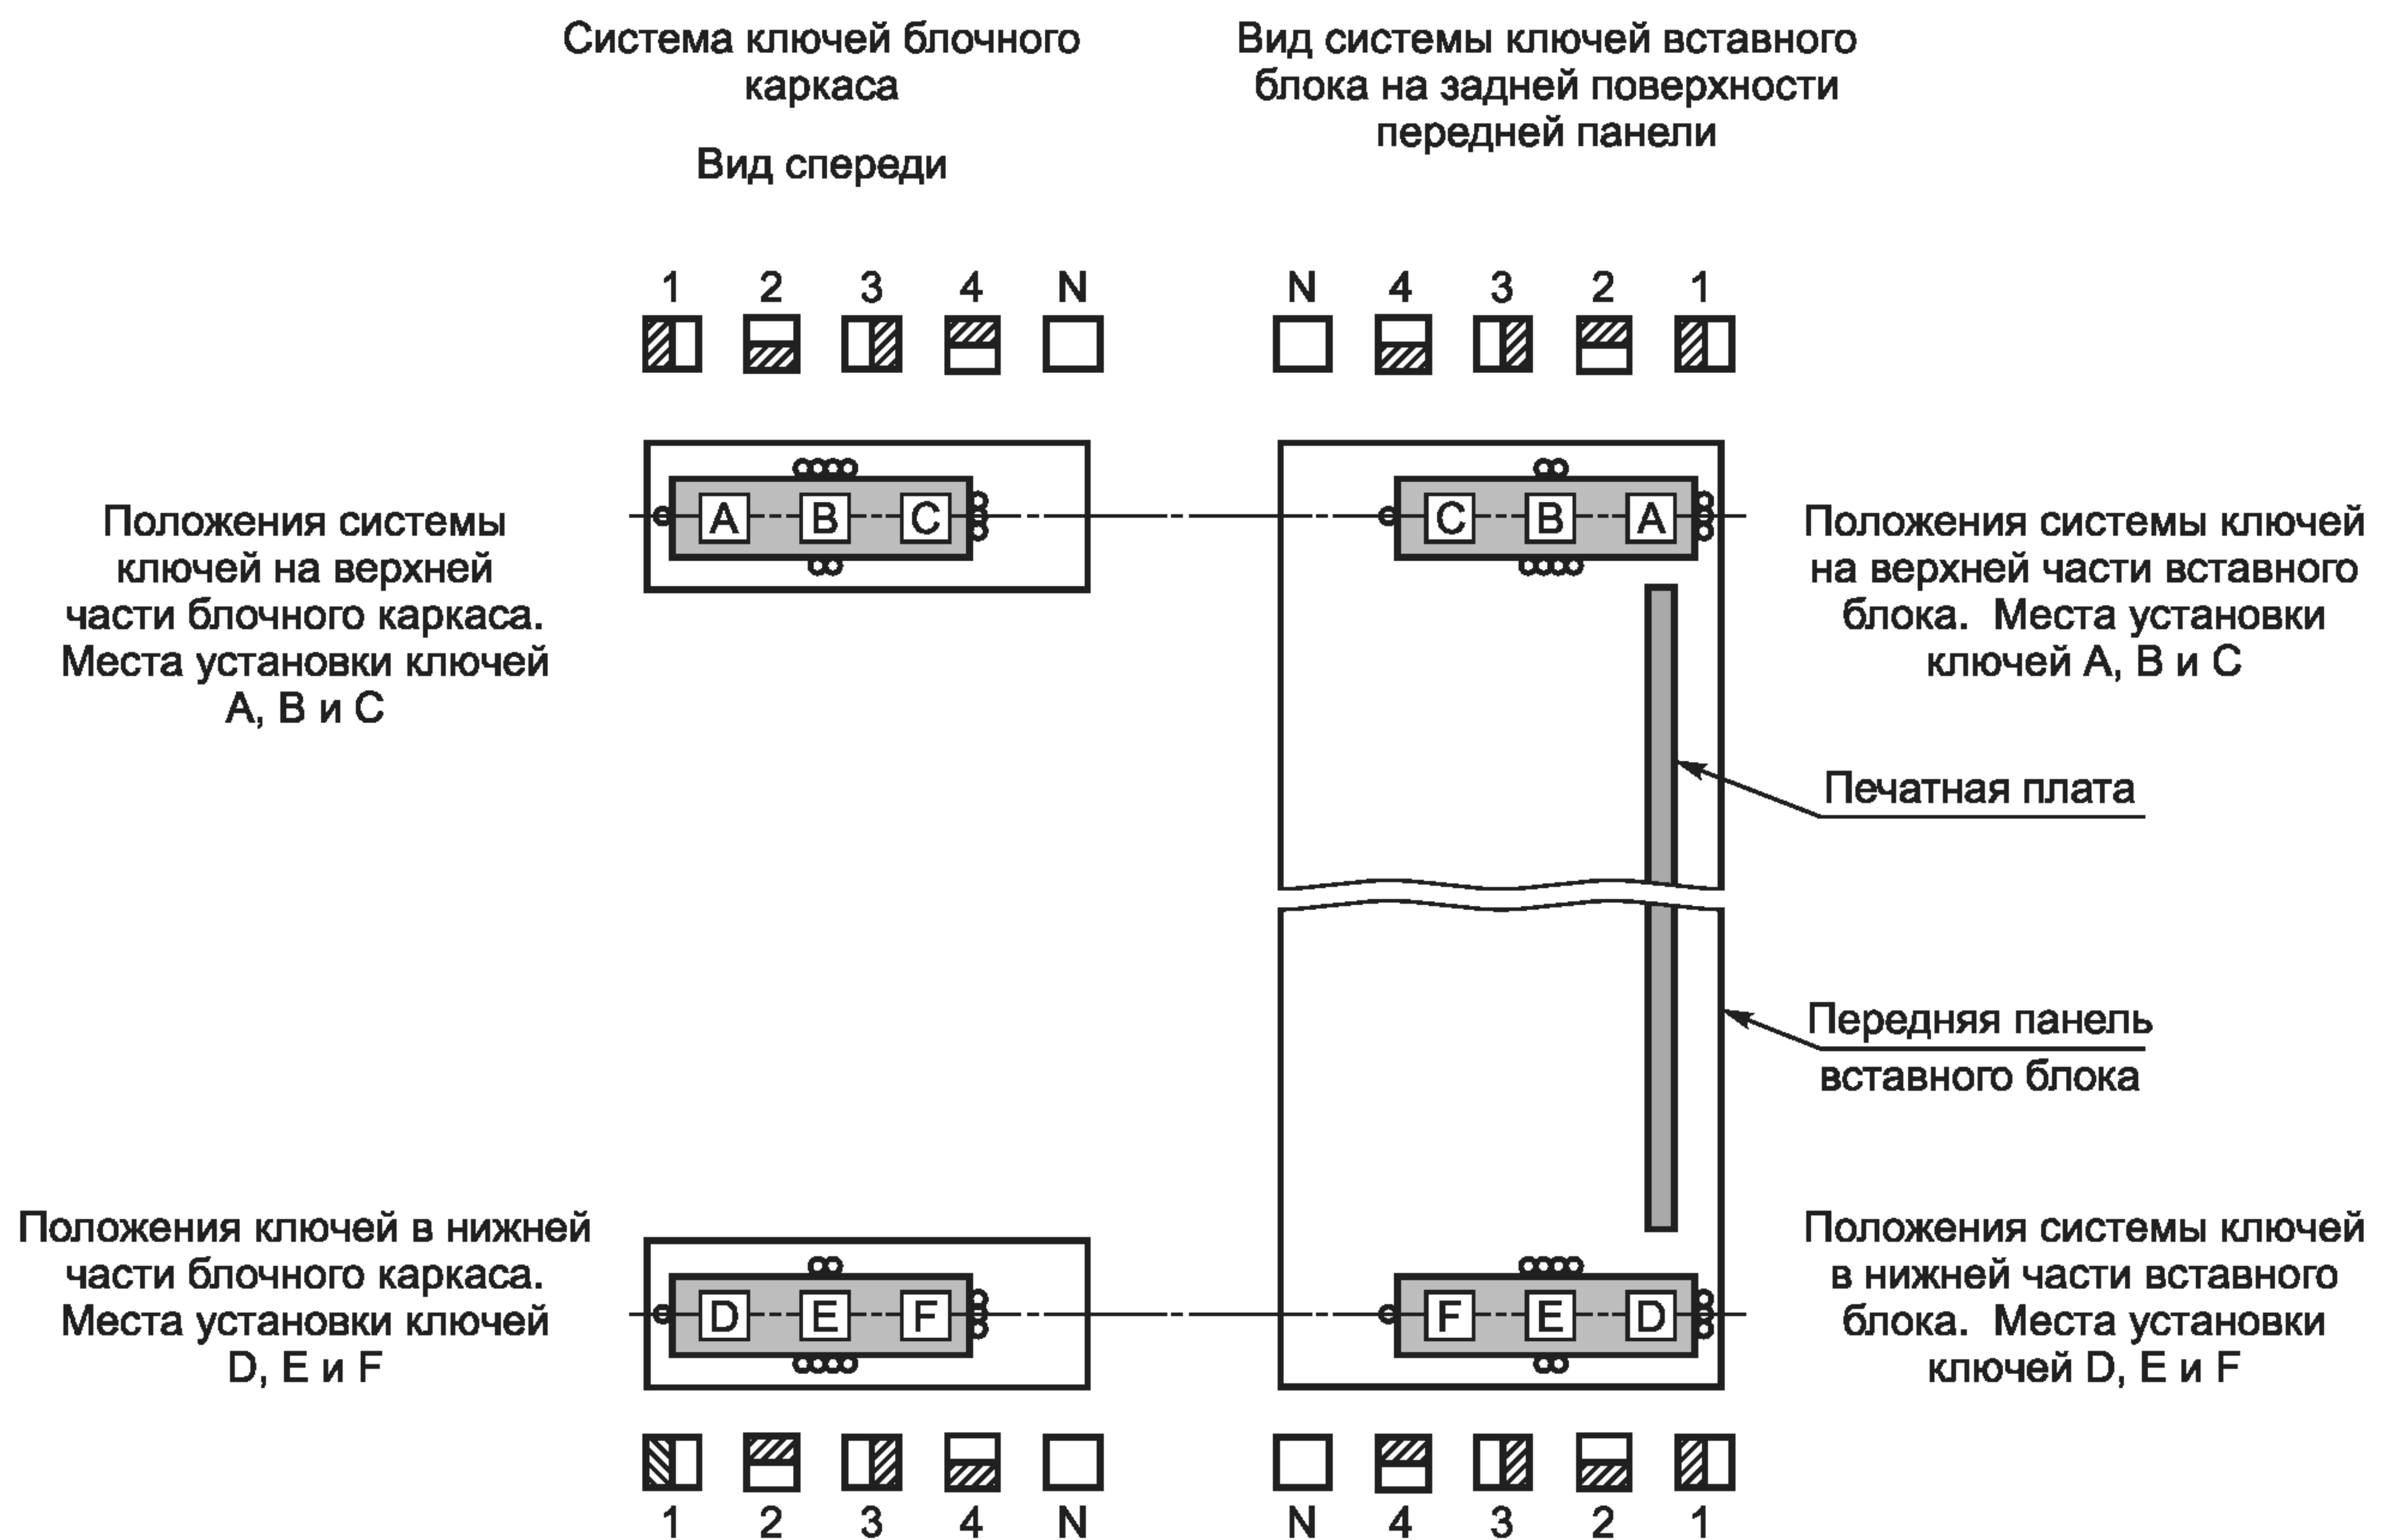 Система ключей блочного
каркаса
Вид спереди
Вид системы ключей вставного
блока на задней поверхности
передней панели
1 2 3 4 N
N 4 3 2 1
A B C
C B A
Положения системы
ключей на верхней
части блочного каркаса.
Места установки ключей
A, B и C
Положения системы ключей
на верхней части вставного
блока. Места установки
ключей A, B и C
Печатная плата
Передняя панель
вставного блока
Положения ключей в нижней
части блочного каркаса.
Места установки ключей
D, E и F
D E F
F E D
Положения системы ключей
в нижней части вставного
блока. Места установки
ключей D, E и F
1 2 3 4 N
N 4 3 2 1